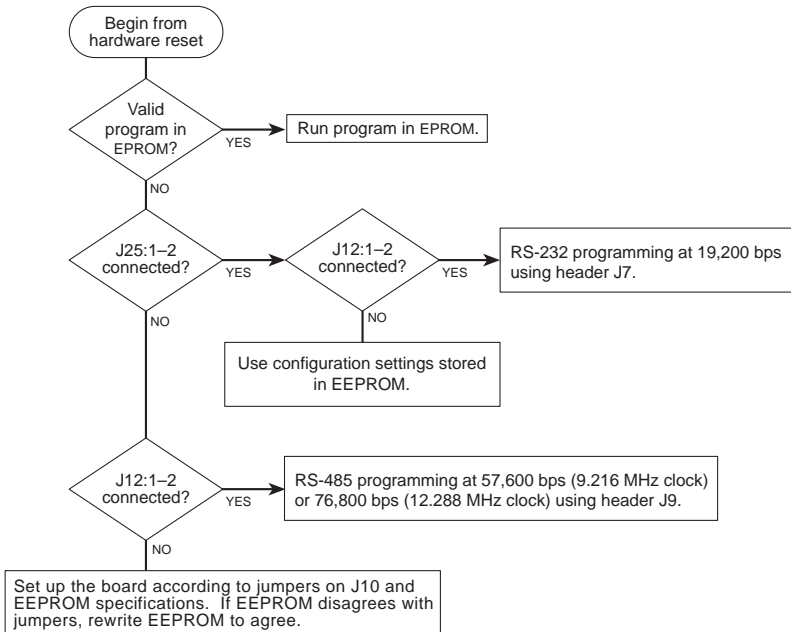 Begin from
hardware reset
Valid
program in
EPROM?
YES
Run program in EPROM.
NO
J25:1–2
connected?
YES
J12:1–2
connected?
YES
RS-232 programming at 19,200 bps
using header J7.
NO
NO
Use configuration settings stored
in EEPROM.
J12:1–2
connected?
YES
RS-485 programming at 57,600 bps (9.216 MHz clock)
or 76,800 bps (12.288 MHz clock) using header J9.
NO
Set up the board according to jumpers on J10 and
EEPROM specifications.  If EEPROM disagrees with
jumpers, rewrite EEPROM to agree.